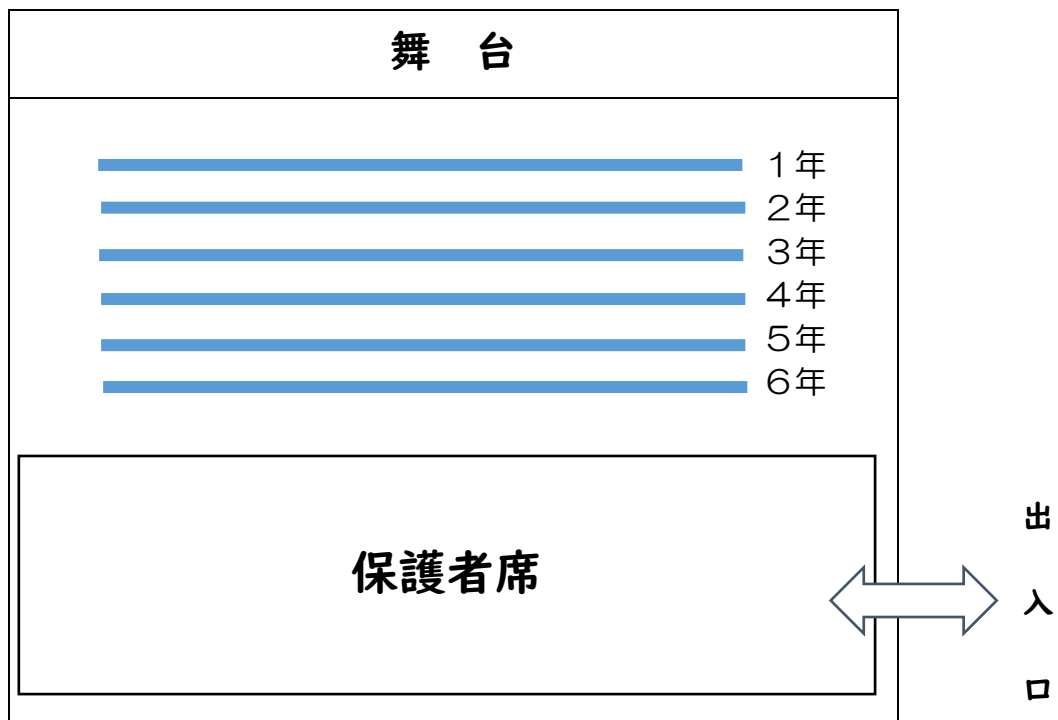 舞　台
１年
２年
３年
４年
５年
６年
保護者席
出
入
口